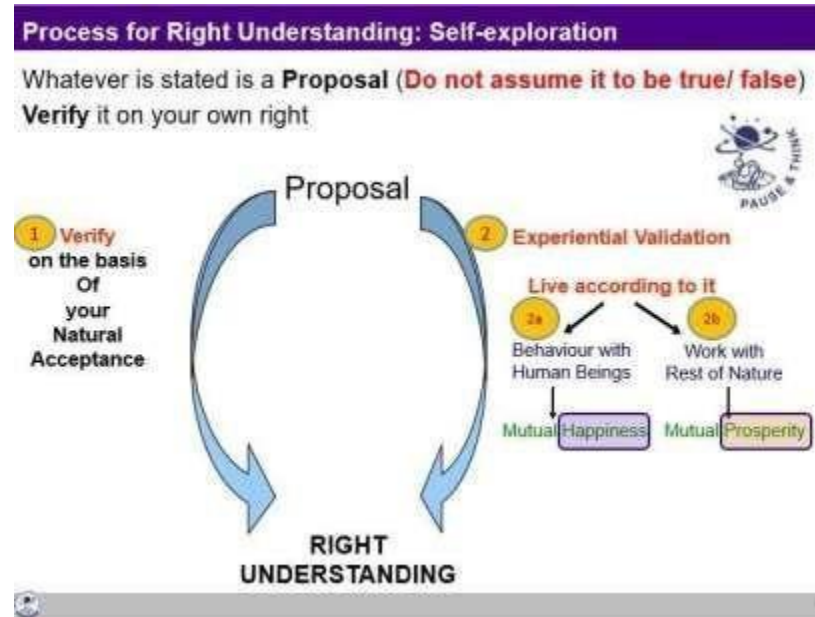 Process for Right Understanding: Self-exploration
Whatever is stated is a Proposal (Do not assume it to be true/ false)
Verify it on your own right
PAUSE & THINK
Proposal
1 Verify
on the basis
Of
your
Natural
Acceptance
2 Experiential Validation
Live according to it
2a
Behaviour with
Human Beings
Mutual Happiness
2b
Work with
Rest of Nature
Mutual Prosperity
RIGHT
UNDERSTANDING